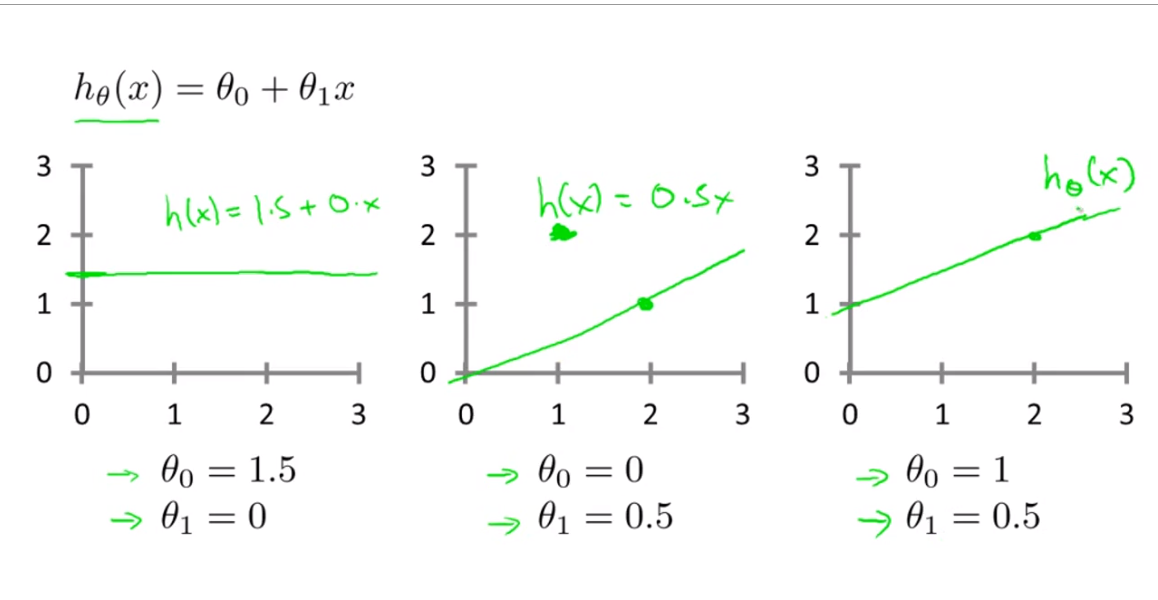 hθ(x) = θ0 + θ1x
3
2
1
0
0 1 2 3
h(x) = 1.5 + 0·x
θ0 = 1.5
θ1 = 0
3
2
1
0
0 1 2 3
h(x) = 0.5x
θ0 = 0
θ1 = 0.5
3
2
1
0
0 1 2 3
hθ(x)
θ0 = 1
θ1 = 0.5